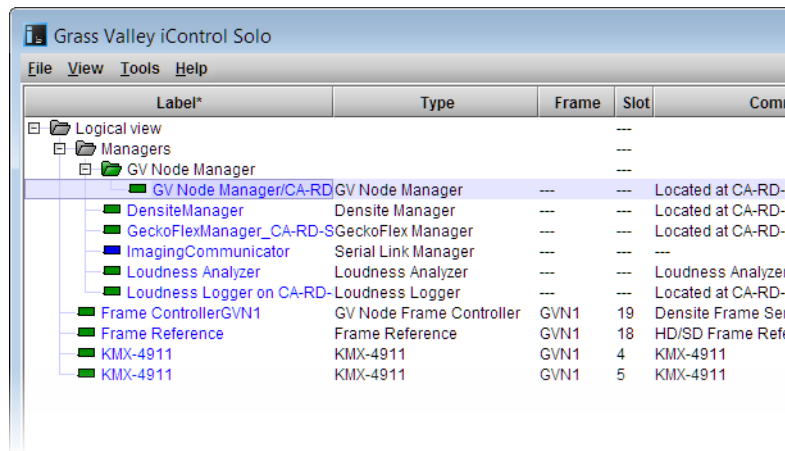 Grass Valley iControl Solo
File View Tools Help
Label* Type Frame Slot
Logical view ---
Managers ---
GV Node Manager ---
GV Node Manager/CA-RD GV Node Manager --- --- Located at CA-RD-
DensiteManager Densite Manager --- --- Located at CA-RD-
GeckoFlexManager_CA-RD-S GeckoFlex Manager --- --- Located at CA-RD-
ImagingCommunicator Serial Link Manager --- --- ---
Loudness Analyzer Loudness Analyzer --- --- Loudness Analyzer
Loudness Logger on CA-RD- Loudness Logger --- --- Located at CA-RD-
Frame ControllerGVN1 GV Node Frame Controller GVN1 19 Densite Frame Ser
Frame Reference Frame Reference GVN1 18 HD/SD Frame Refe
KMX-4911 KMX-4911 GVN1 4 KMX-4911
KMX-4911 KMX-4911 GVN1 5 KMX-4911